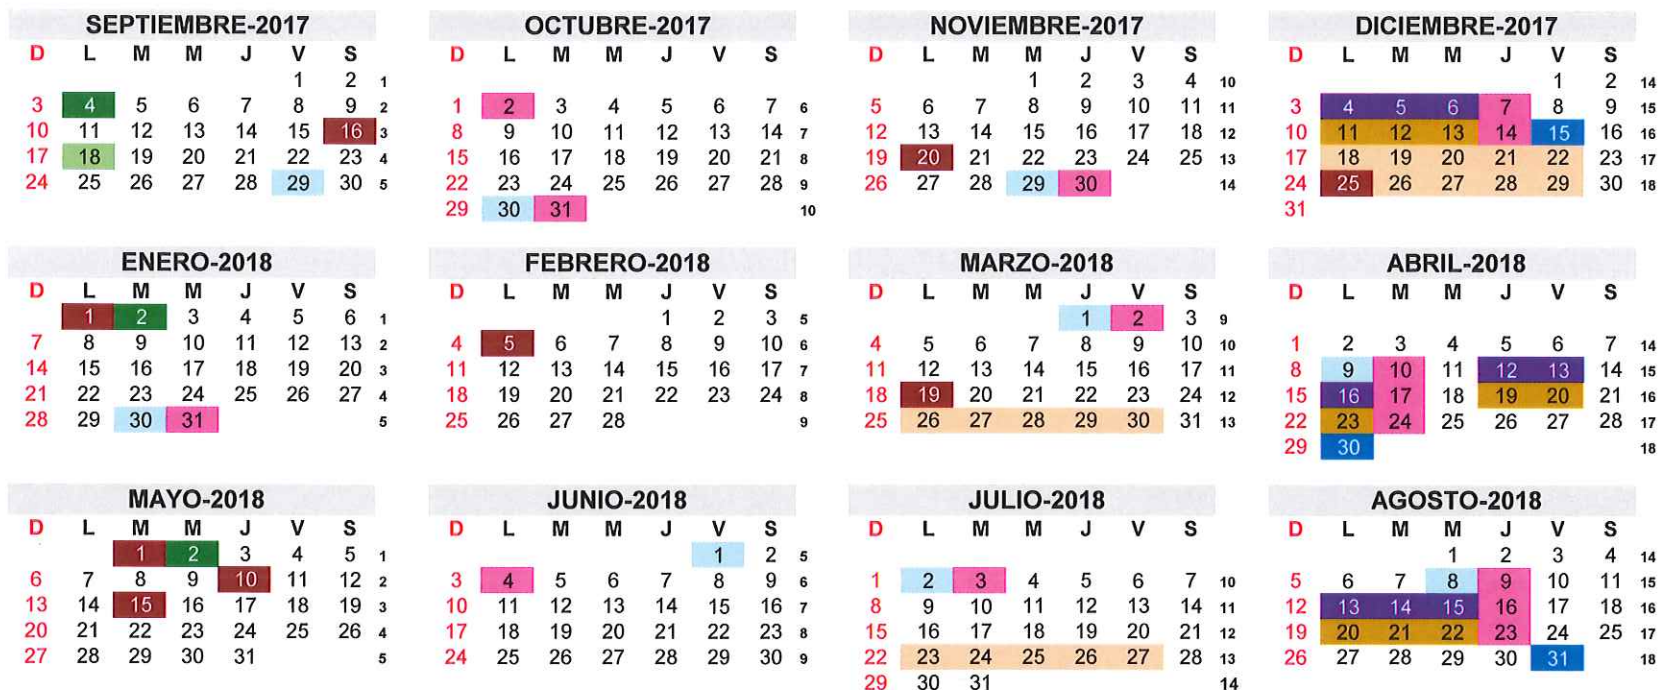 SEPTIEMBRE-2017
D L M M J V S
1 2 1
3 4 5 6 7 8 9 2
10 11 12 13 14 15 16 3
17 18 19 20 21 22 23 4
24 25 26 27 28 29 30 5
OCTUBRE-2017
D L M M J V S
1 2 3 4 5 6 7 6
8 9 10 11 12 13 14 7
15 16 17 18 19 20 21 8
22 23 24 25 26 27 28 9
29 30 31 10
NOVIEMBRE-2017
D L M M J V S
1 2 3 4 10
5 6 7 8 9 10 11 11
12 13 14 15 16 17 18 12
19 20 21 22 23 24 25 13
26 27 28 29 30 14
DICIEMBRE-2017
D L M M J V S
1 2 14
3 4 5 6 7 8 9 15
10 11 12 13 14 15 16 16
17 18 19 20 21 22 23 17
24 25 26 27 28 29 30 18
31
ENERO-2018
D L M M J V S
1 2 3 4 5 6 1
7 8 9 10 11 12 13 2
14 15 16 17 18 19 20 3
21 22 23 24 25 26 27 4
28 29 30 31 5
FEBRERO-2018
D L M M J V S
1 2 3 5
4 5 6 7 8 9 10 6
11 12 13 14 15 16 17 7
18 19 20 21 22 23 24 8
25 26 27 28 9
MARZO-2018
D L M M J V S
1 2 3 9
4 5 6 7 8 9 10 10
11 12 13 14 15 16 17 11
18 19 20 21 22 23 24 12
25 26 27 28 29 30 31 13
ABRIL-2018
D L M M J V S
1 2 3 4 5 6 7 14
8 9 10 11 12 13 14 15
15 16 17 18 19 20 21 16
22 23 24 25 26 27 28 17
29 30 18
MAYO-2018
D L M M J V S
1 2 3 4 5 1
6 7 8 9 10 11 12 2
13 14 15 16 17 18 19 3
20 21 22 23 24 25 26 4
27 28 29 30 31 5
JUNIO-2018
D L M M J V S
1 2 5
3 4 5 6 7 8 9 6
10 11 12 13 14 15 16 7
17 18 19 20 21 22 23 8
24 25 26 27 28 29 30 9
JULIO-2018
D L M M J V S
1 2 3 4 5 6 7 10
8 9 10 11 12 13 14 11
15 16 17 18 19 20 21 12
22 23 24 25 26 27 28 13
29 30 31 14
AGOSTO-2018
D L M M J V S
1 2 3 4 14
5 6 7 8 9 10 11 15
12 13 14 15 16 17 18 16
19 20 21 22 23 24 25 17
26 27 28 29 30 31 18